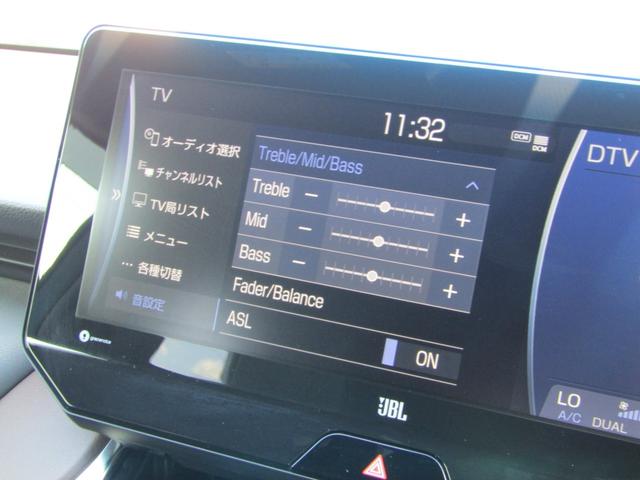 TV
11:32
DCM
DCM
オーディオ選択
チャンネルリスト
TV局リスト
メニュー
各種切替
音設定
Treble/Mid/Bass
Treble
Mid
Bass
Fader/Balance
ASL
ON
DTV
LO
A/C DUAL
gracenote
JBL